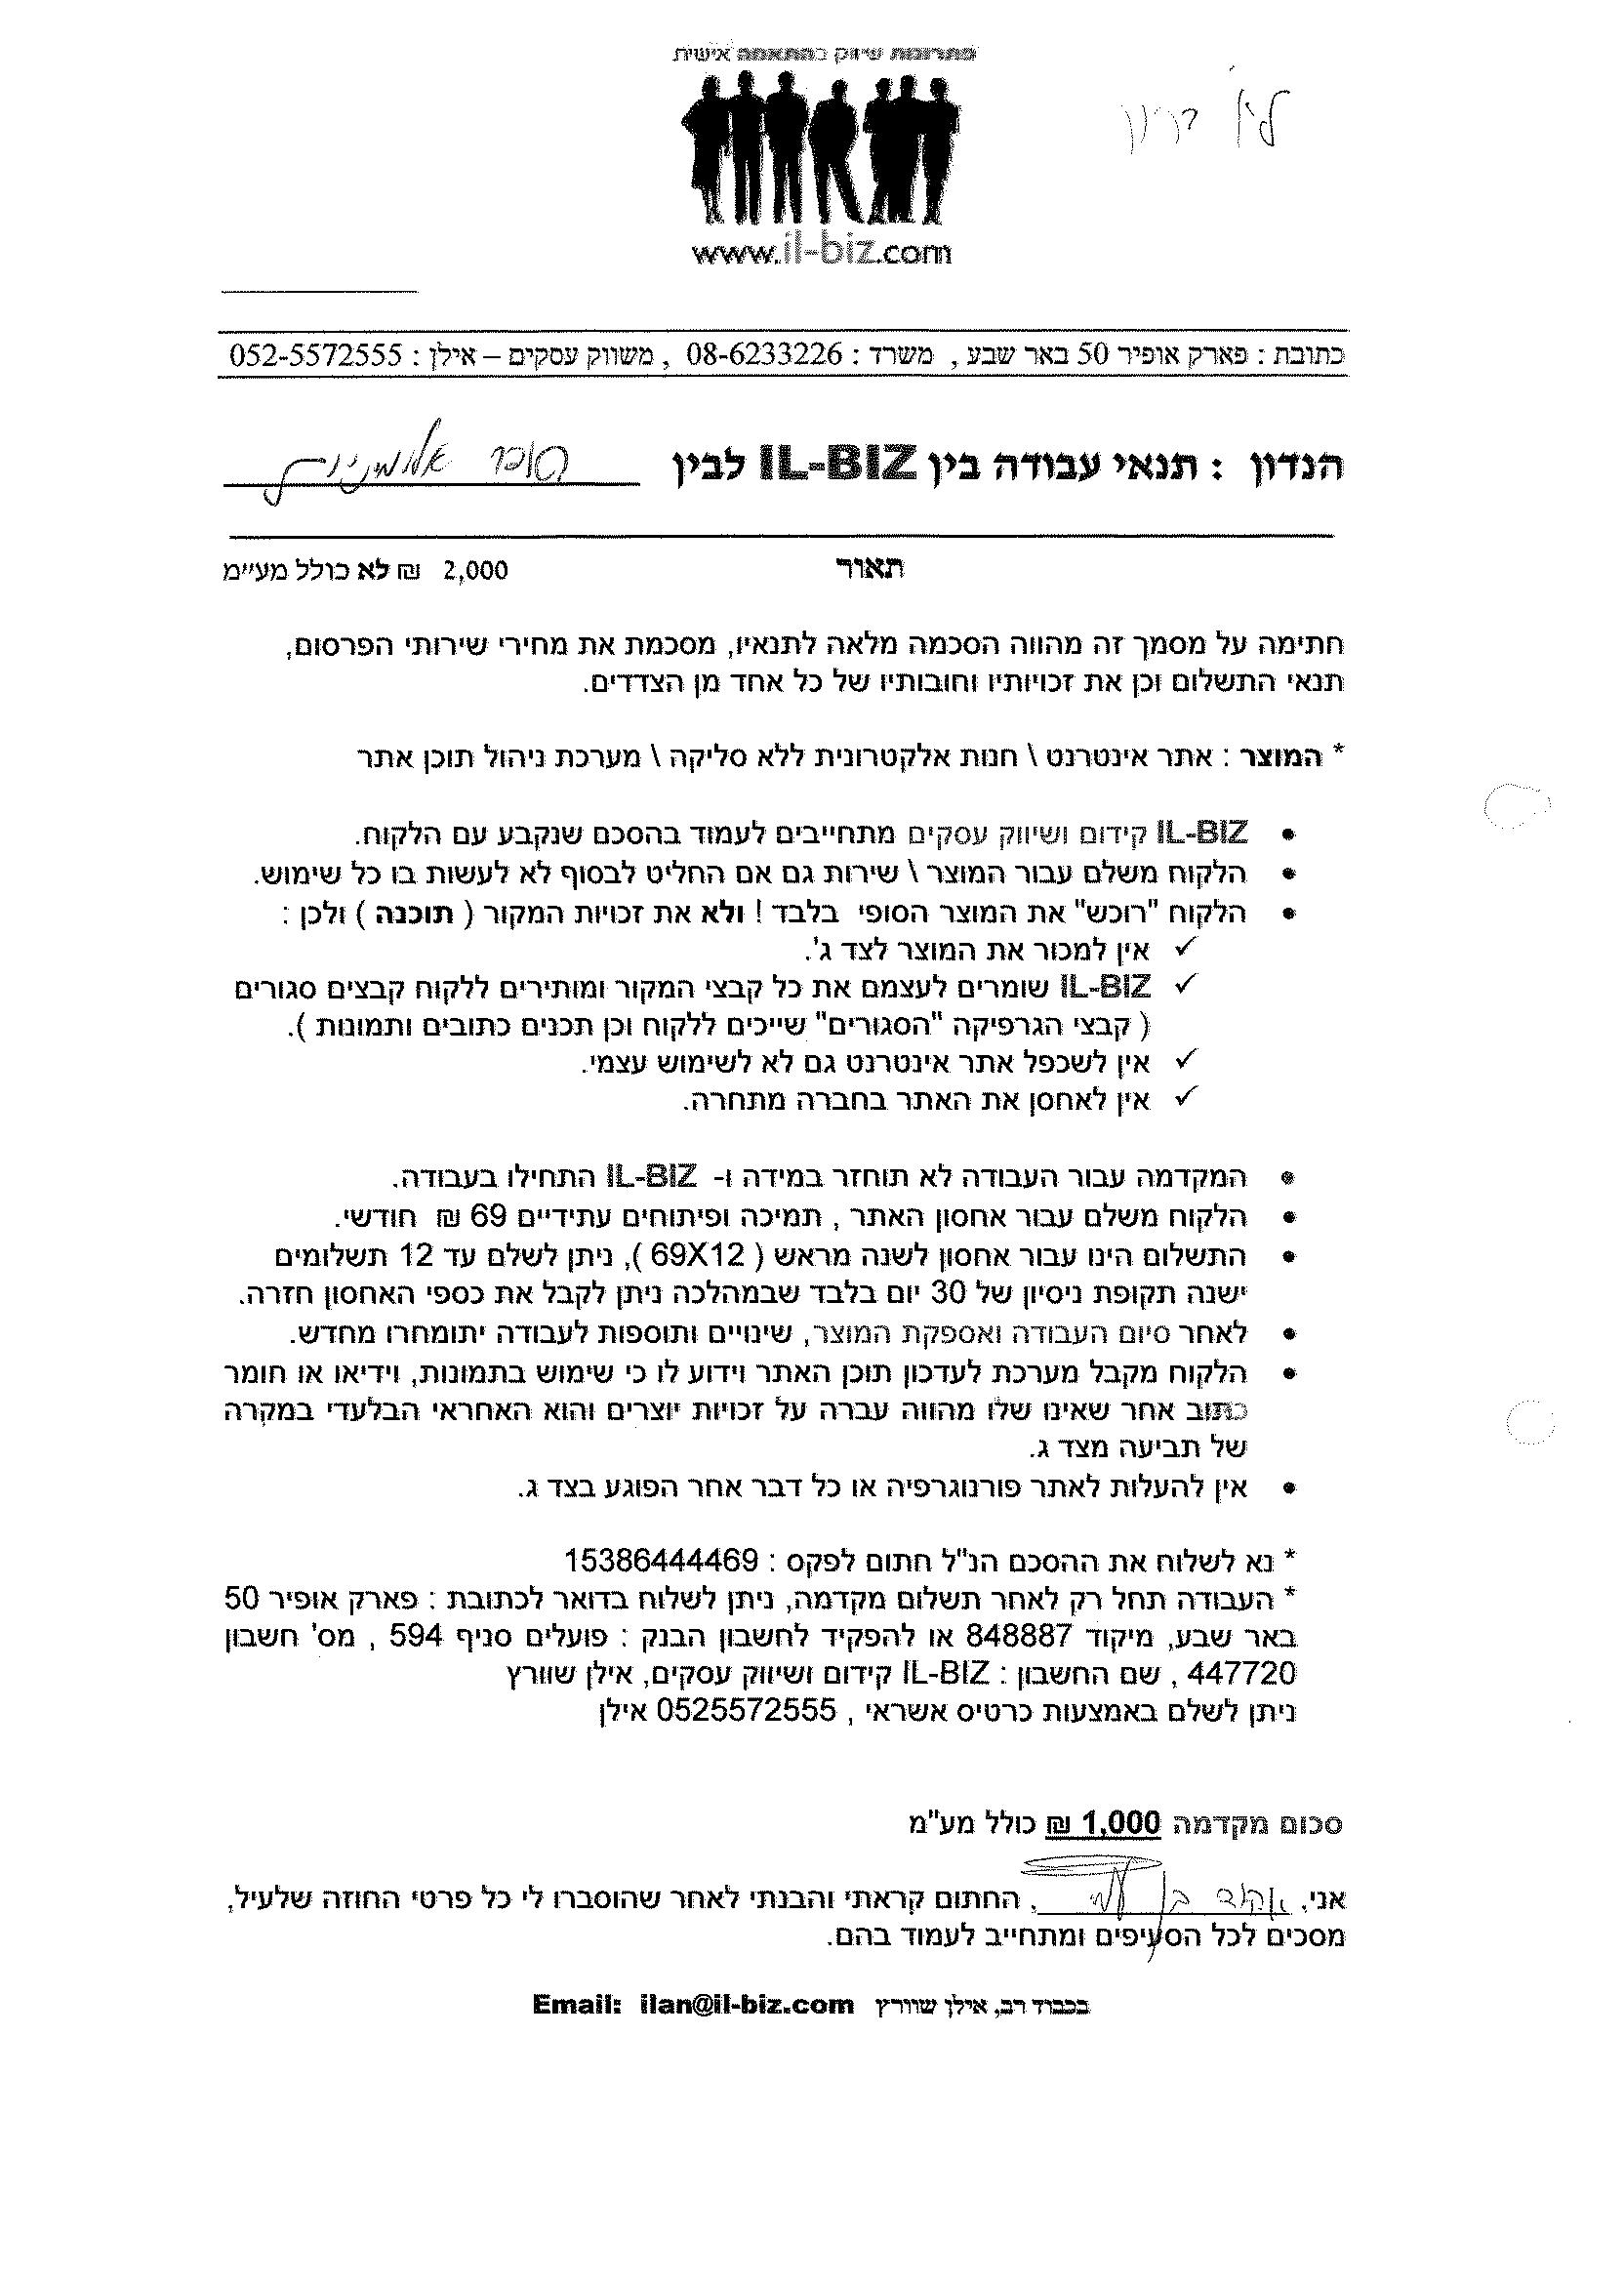 פתרונות שיווק בהתאמה אישית
www.il-biz.com
כתובת : פארק אופיר 50 באר שבע , משרד : 08-6233226 , משווק עסקים – אילן : 052-5572555
הנדון : תנאי עבודה בין IL-BIZ לבין
תאור 2,000 ₪ לא כולל מע״מ
חתימה על מסמך זה מהווה הסכמה מלאה לתנאיו, מסכמת את מחירי שירותי הפרסום,
תנאי התשלום וכן את זכויותיו וחובותיו של כל אחד מן הצדדים.
* המוצר : אתר אינטרנט \ חנות אלקטרונית ללא סליקה \ מערכת ניהול תוכן אתר
• IL-BIZ קידום ושיווק עסקים מתחייבים לעמוד בהסכם שנקבע עם הלקוח.
• הלקוח משלם עבור המוצר \ שירות גם אם החליט לבסוף לא לעשות בו כל שימוש.
• הלקוח "רוכש" את המוצר הסופי בלבד ! ולא את זכויות המקור ( תוכנה ) ולכן :
✓ אין למכור את המוצר לצד ג'.
✓ IL-BIZ שומרים לעצמם את כל קבצי המקור ומותירים ללקוח קבצים סגורים
( קבצי הגרפיקה "הסגורים" שייכים ללקוח וכן תכנים כתובים ותמונות ).
✓ אין לשכפל אתר אינטרנט גם לא לשימוש עצמי.
✓ אין לאחסן את האתר בחברה מתחרה.
• המקדמה עבור העבודה לא תוחזר במידה ו- IL-BIZ התחילו בעבודה.
• הלקוח משלם עבור אחסון האתר , תמיכה ופיתוחים עתידיים 69 ₪ חודשי.
• התשלום הינו עבור אחסון לשנה מראש ( 69X12 ), ניתן לשלם עד 12 תשלומים
ישנה תקופת ניסיון של 30 יום בלבד שבמהלכה ניתן לקבל את כספי האחסון חזרה.
• לאחר סיום העבודה ואספקת המוצר, שינויים ותוספות לעבודה יתומחרו מחדש.
• הלקוח מקבל מערכת לעדכון תוכן האתר וידוע לו כי שימוש בתמונות, וידיאו או חומר
כתוב אחר שאינו שלו מהווה עברה על זכויות יוצרים והוא האחראי הבלעדי במקרה
של תביעה מצד ג.
• אין להעלות לאתר פורנוגרפיה או כל דבר אחר הפוגע בצד ג.
* נא לשלוח את ההסכם הנ"ל חתום לפקס : 15386444469
* העבודה תחל רק לאחר תשלום מקדמה, ניתן לשלוח בדואר לכתובת : פארק אופיר 50
באר שבע, מיקוד 848887 או להפקיד לחשבון הבנק : פועלים סניף 594 , מס' חשבון
447720 , שם החשבון : IL-BIZ קידום ושיווק עסקים, אילן שוורץ
ניתן לשלם באמצעות כרטיס אשראי , 0525572555 אילן
סכום מקדמה 1,000 ₪ כולל מע"מ
אני, , החתום קראתי והבנתי לאחר שהוסברו לי כל פרטי החוזה שלעיל,
מסכים לכל הסעיפים ומתחייב לעמוד בהם.
בכבוד רב, אילן שוורץ Email: ilan@il-biz.com